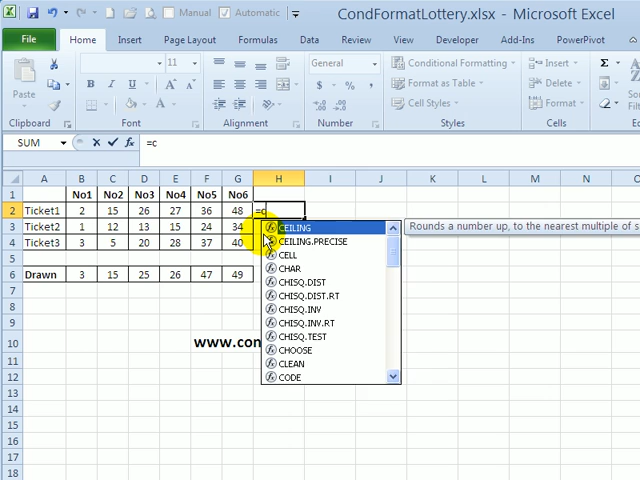 CondFormatLottery.xlsx - Microsoft Excel
Manual Automatic
File Home Insert Page Layout Formulas Data Review View Developer Add-Ins PowerPivot
Paste
Clipboard
11
B I U
Font
Alignment
General
$ % ,
Number
Conditional Formatting
Format as Table
Cell Styles
Styles
Insert
Delete
Format
Cells
Σ
SUM =c
A B C D E F G H I J K L M N O
1 No1 No2 No3 No4 No5 No6
2 Ticket1 2 15 26 27 36 48 =c
3 Ticket2 1 12 13 15 24 34 CEILING Rounds a number up, to the nearest multiple of s
4 Ticket3 3 5 20 28 37 40 CEILING.PRECISE
5 CELL
CHAR
6 Drawn 3 15 25 26 47 49 CHISQ.DIST
7 CHISQ.DIST.RT
8 CHISQ.INV
9 CHISQ.INV.RT
CHISQ.TEST
10 www.con CHOOSE
11 CLEAN
12 CODE
13
14
15
16
17
18